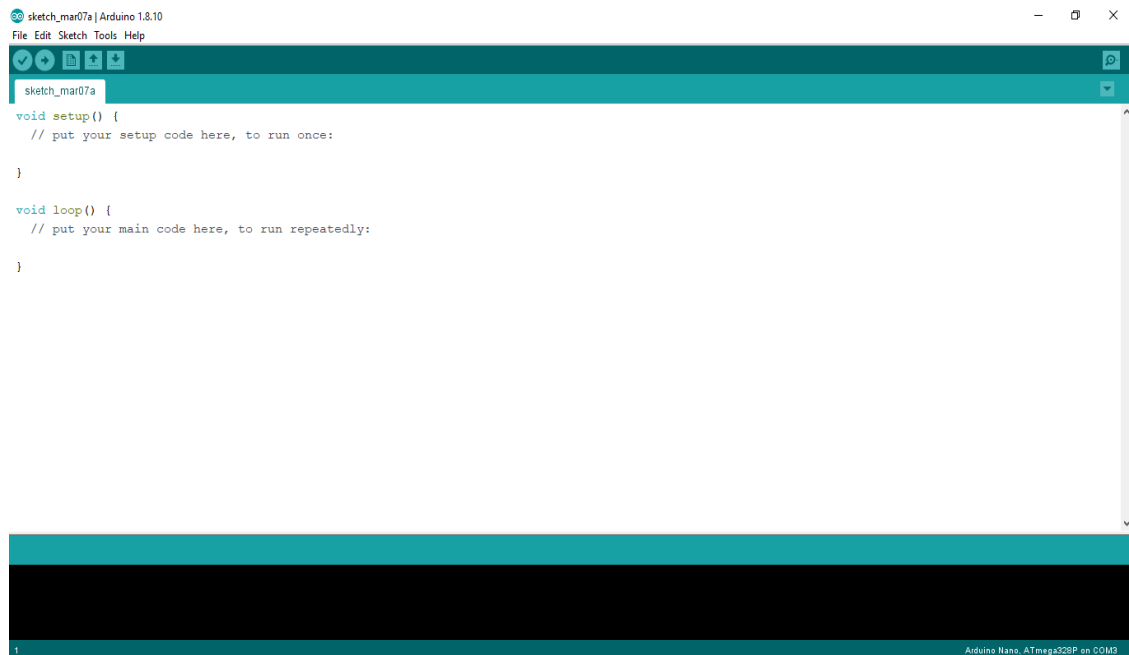 sketch_mar07a | Arduino 1.8.10
File Edit Sketch Tools Help
sketch_mar07a
void setup() {
  // put your setup code here, to run once:
}
void loop() {
  // put your main code here, to run repeatedly:
}
1
Arduino Nano, ATmega328P on COM3